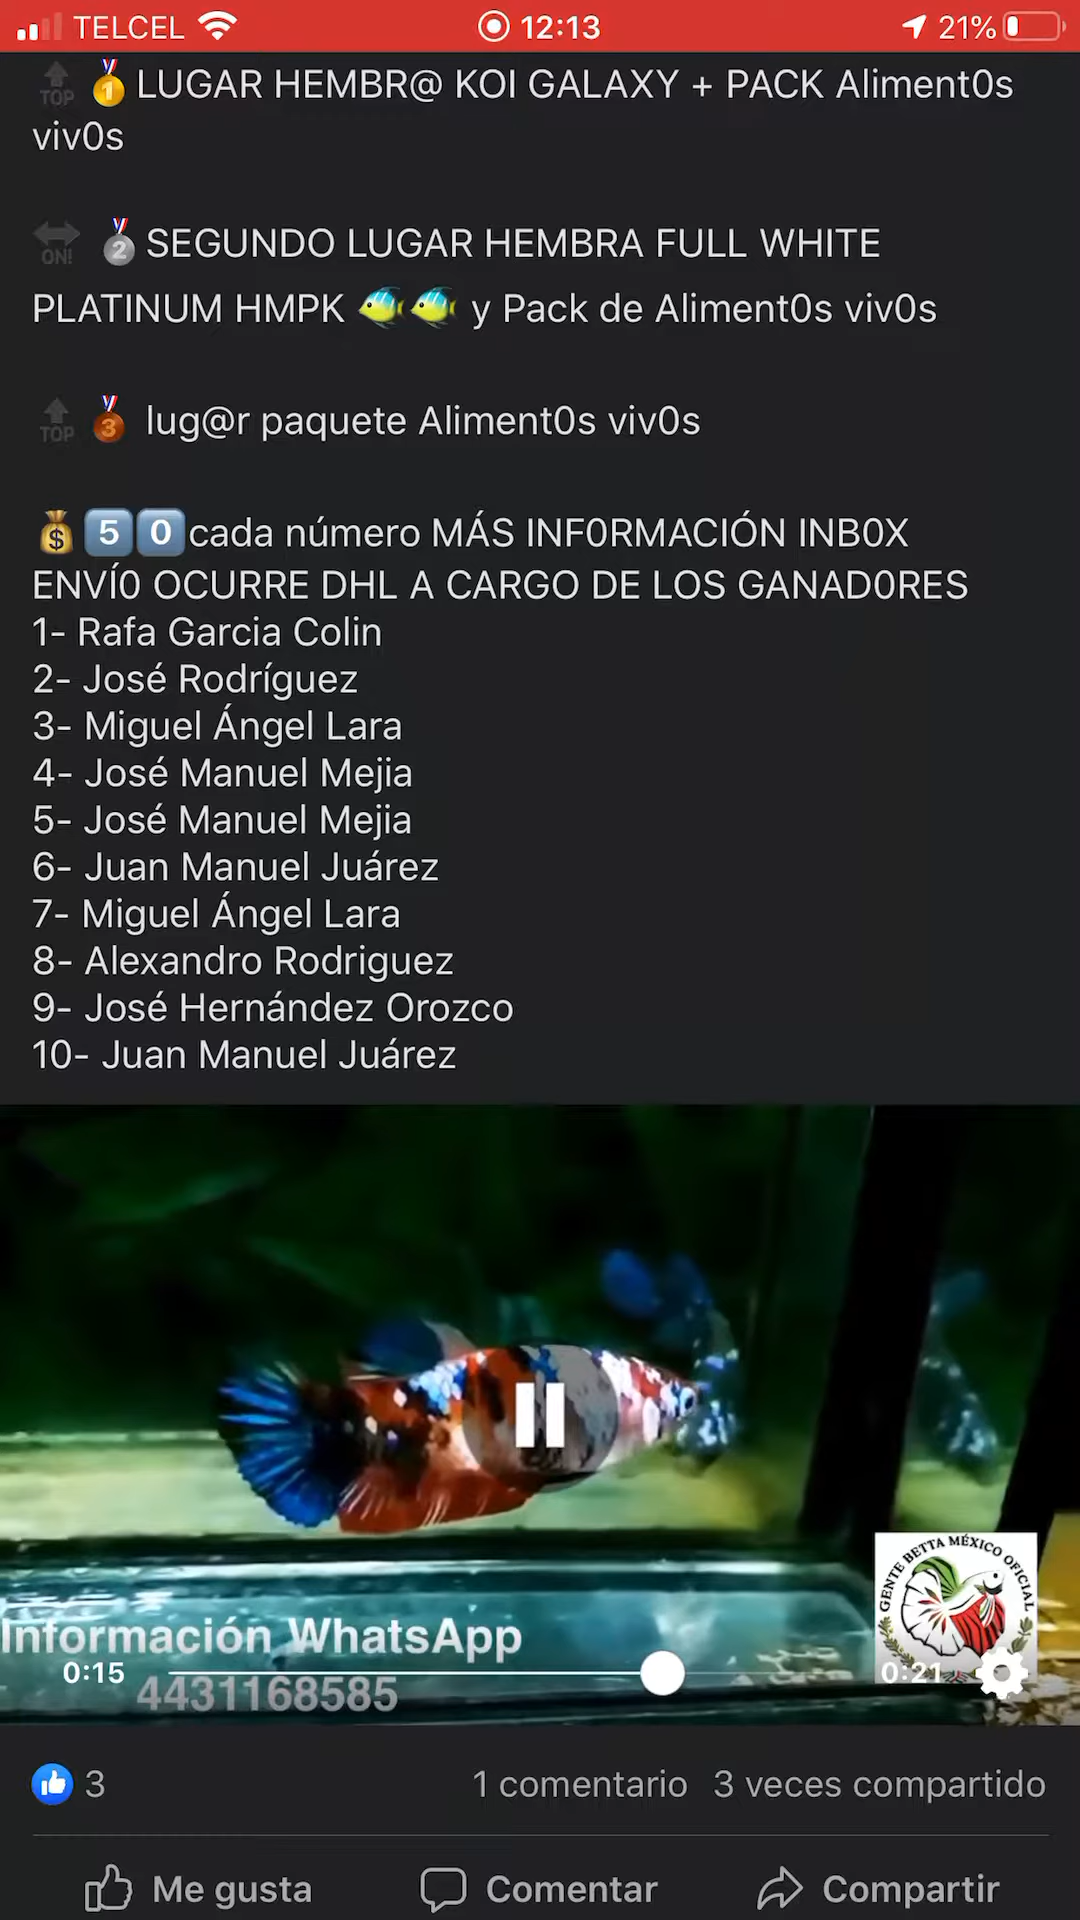 TELCEL 12:13 21%
TOP 1 LUGAR HEMBR@ KOI GALAXY + PACK Aliment0s
viv0s
ON! 2 SEGUNDO LUGAR HEMBRA FULL WHITE
PLATINUM HMPK 🐠🐠 y Pack de Aliment0s viv0s
TOP 3 lug@r paquete Aliment0s viv0s
💰 5 0 cada número MÁS INF0RMACIÓN INB0X
ENVÍ0 OCURRE DHL A CARGO DE LOS GANAD0RES
1- Rafa Garcia Colin
2- José Rodríguez
3- Miguel Ángel Lara
4- José Manuel Mejia
5- José Manuel Mejia
6- Juan Manuel Juárez
7- Miguel Ángel Lara
8- Alexandro Rodriguez
9- José Hernández Orozco
10- Juan Manuel Juárez
GENTE BETTA MÉXICO OFICIAL
Información WhatsApp
0:15 0:21
4431168585
3 1 comentario 3 veces compartido
Me gusta Comentar Compartir